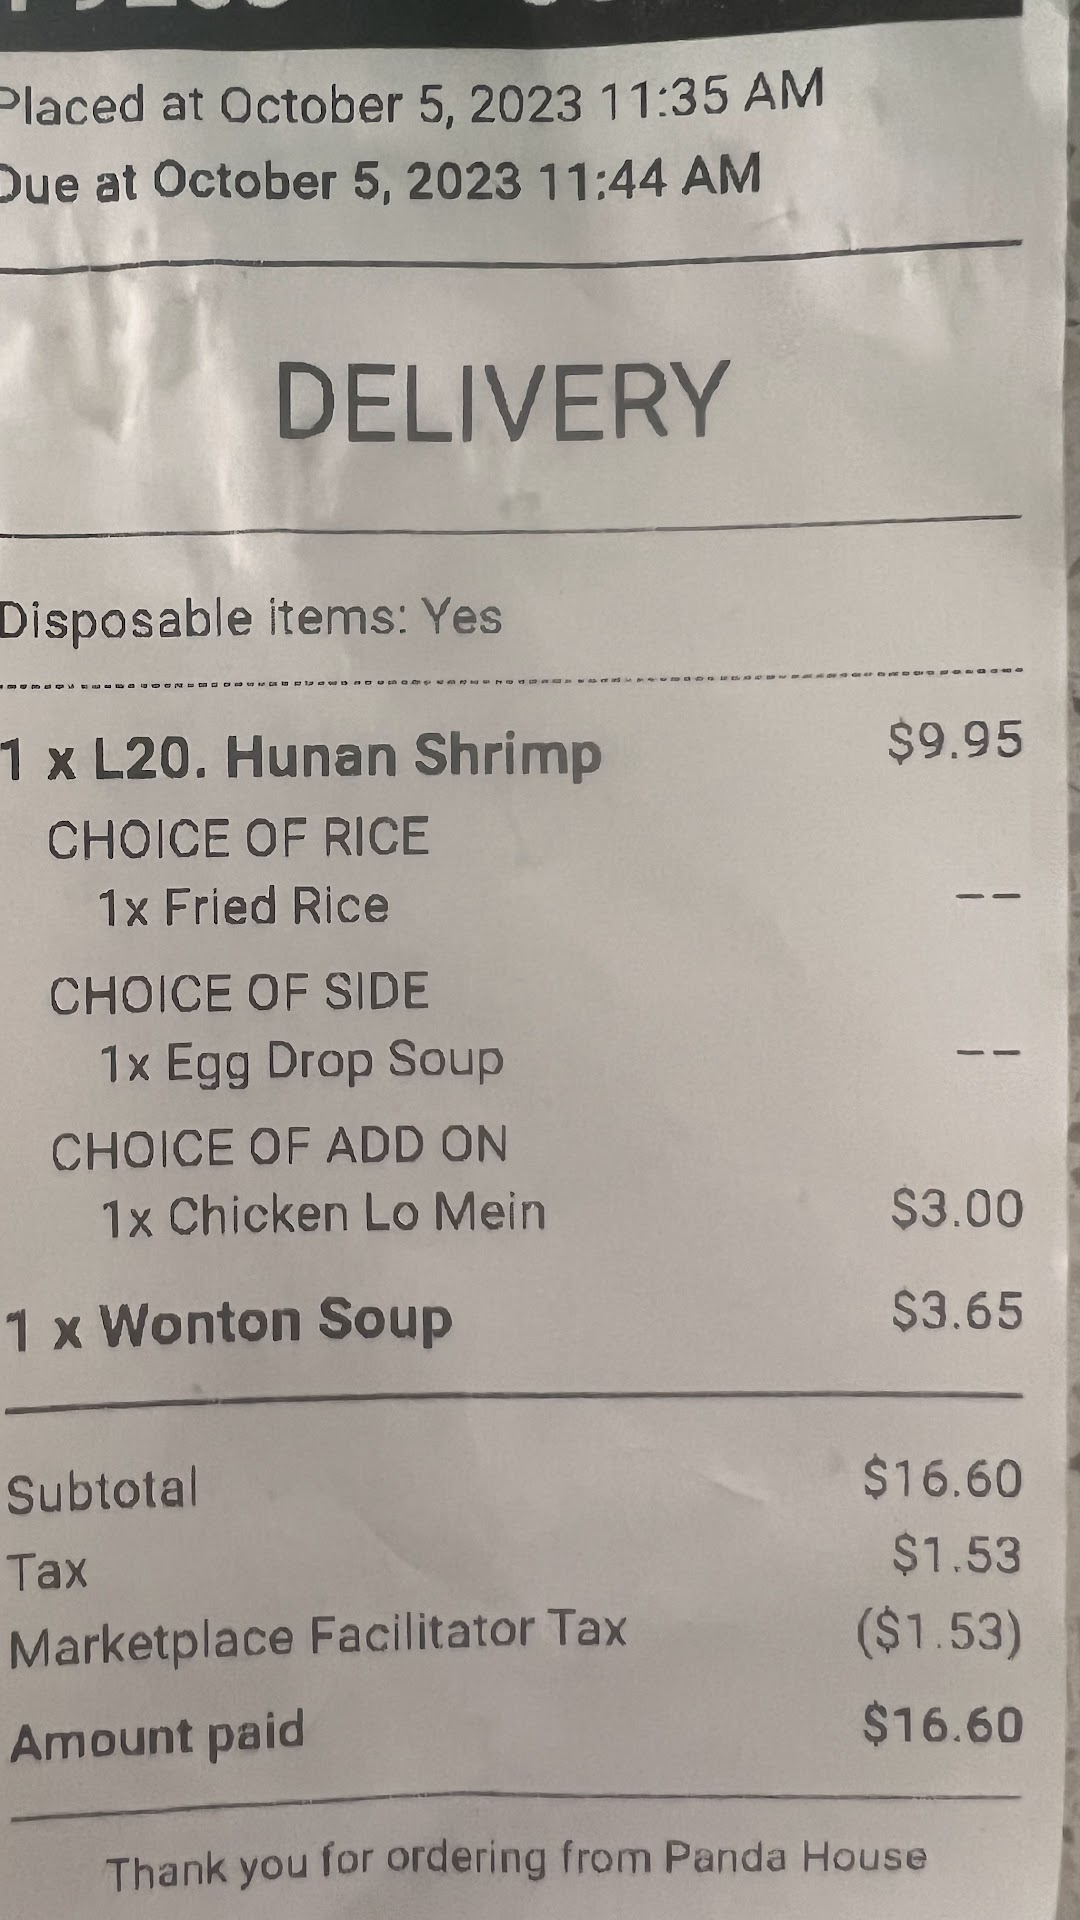 Placed at October 5, 2023 11:35 AM
Due at October 5, 2023 11:44 AM
DELIVERY
Disposable items: Yes
1 x L20. Hunan Shrimp $9.95
CHOICE OF RICE
1x Fried Rice --
CHOICE OF SIDE
1x Egg Drop Soup --
CHOICE OF ADD ON
1x Chicken Lo Mein $3.00
1 x Wonton Soup $3.65
Subtotal $16.60
Tax $1.53
Marketplace Facilitator Tax ($1.53)
Amount paid $16.60
Thank you for ordering from Panda House